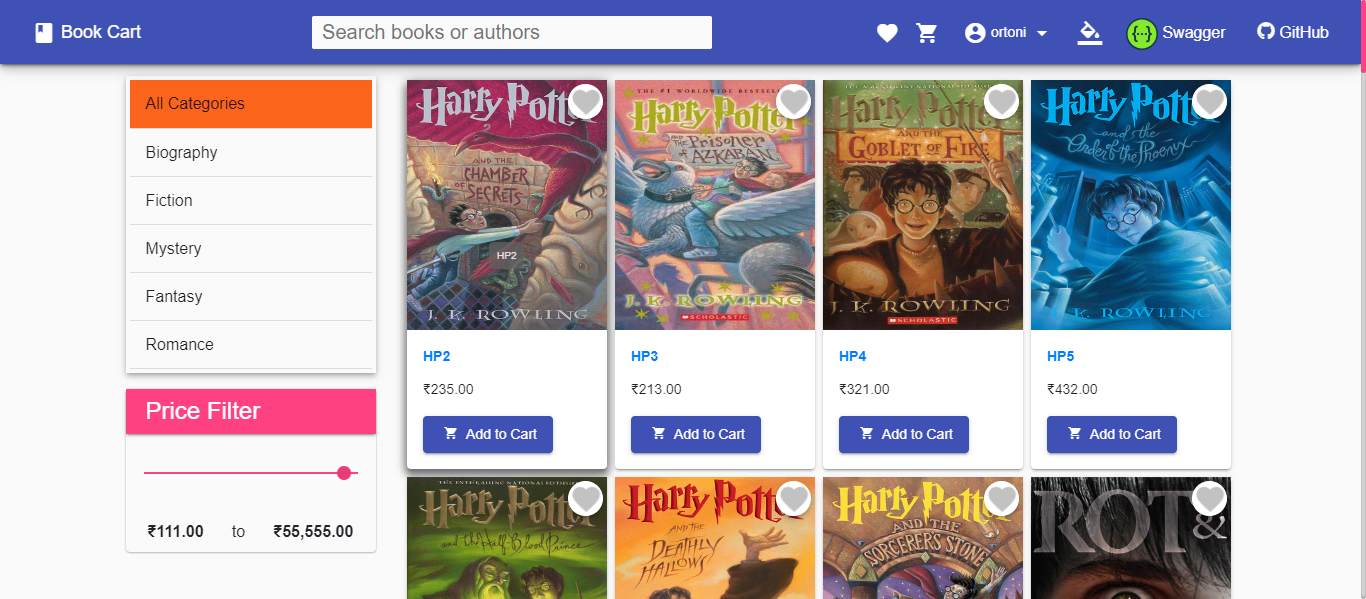 Book Cart
Search books or authors
ortoni
{··}
Swagger
GitHub
All Categories
Biography
Fiction
Mystery
Fantasy
Romance
Price Filter
₹111.00 to ₹55,555.00
Harry Potter
AND THE
CHAMBER
OF
SECRETS
HP2
J. K. ROWLING
HP2
₹235.00
Add to Cart
THE #1 WORLDWIDE BESTSELLER
Harry Potter
AND THE
Prisoner
of AZKABAN
J. K. ROWLING
SCHOLASTIC
HP3
₹213.00
Add to Cart
Harry Potter
AND THE
GOBLET OF FIRE
J. K. ROWLING
SCHOLASTIC
HP4
₹321.00
Add to Cart
Harry Potter
and the
Order of the Phoenix
J. K. ROWLING
HP5
₹432.00
Add to Cart
Harry Potter
and the Half-Blood Prince
Harry Potter
AND THE
DEATHLY
HALLOWS
Harry Potter
AND THE
SORCERER'S STONE
ROT
&